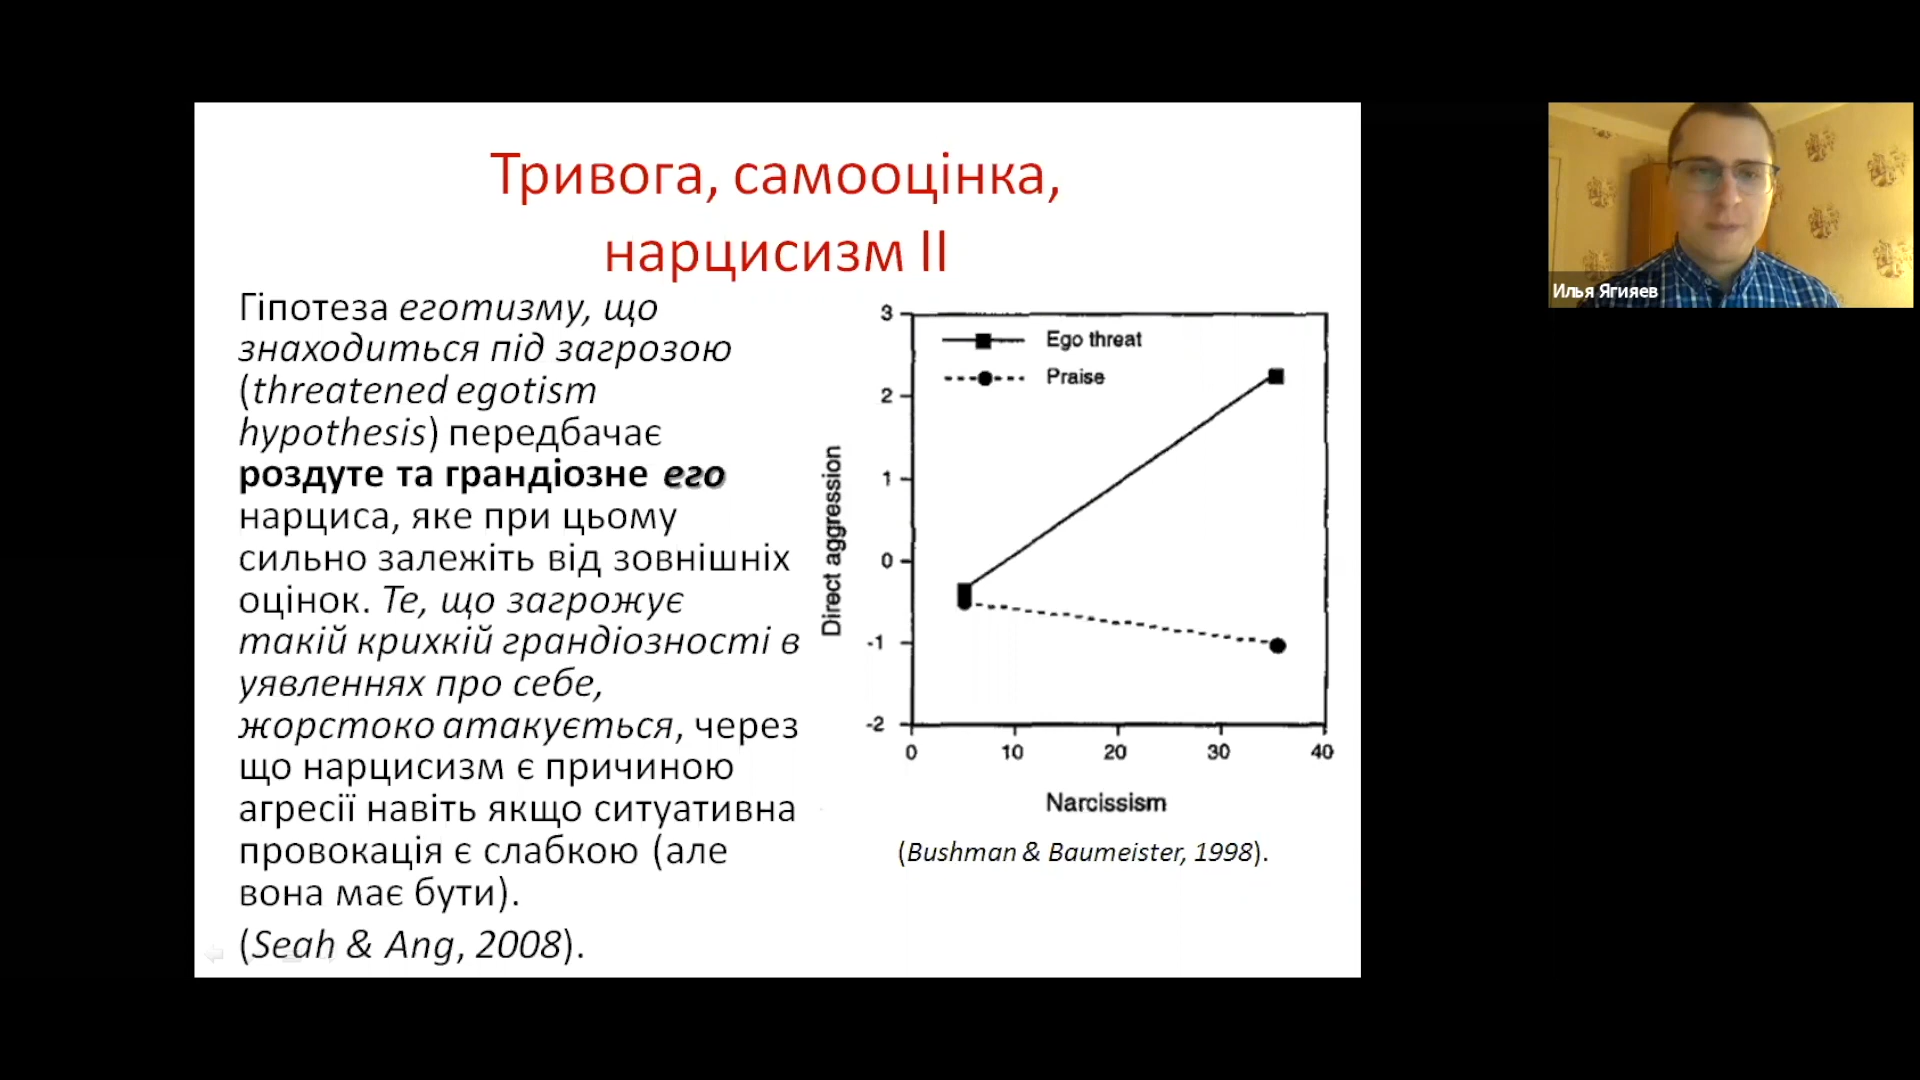 Тривога, самооцінка,
нарцисизм II
Гіпотеза еготизму, що
знаходиться під загрозою
(threatened egotism
hypothesis) передбачає
роздуте та грандіозне его
нарциса, яке при цьому
сильно залежіть від зовнішніх
оцінок. Те, що загрожує
такій крихкій грандіозності в
уявленнях про себе,
жорстоко атакується, через
що нарцисизм є причиною
агресії навіть якщо ситуативна
провокація є слабкою (але
вона має бути).
(Seah & Ang, 2008).
Ego threat
Praise
Direct aggression
3
2
1
0
-1
-2
0 10 20 30 40
Narcissism
(Bushman & Baumeister, 1998).
Илья Ягияев